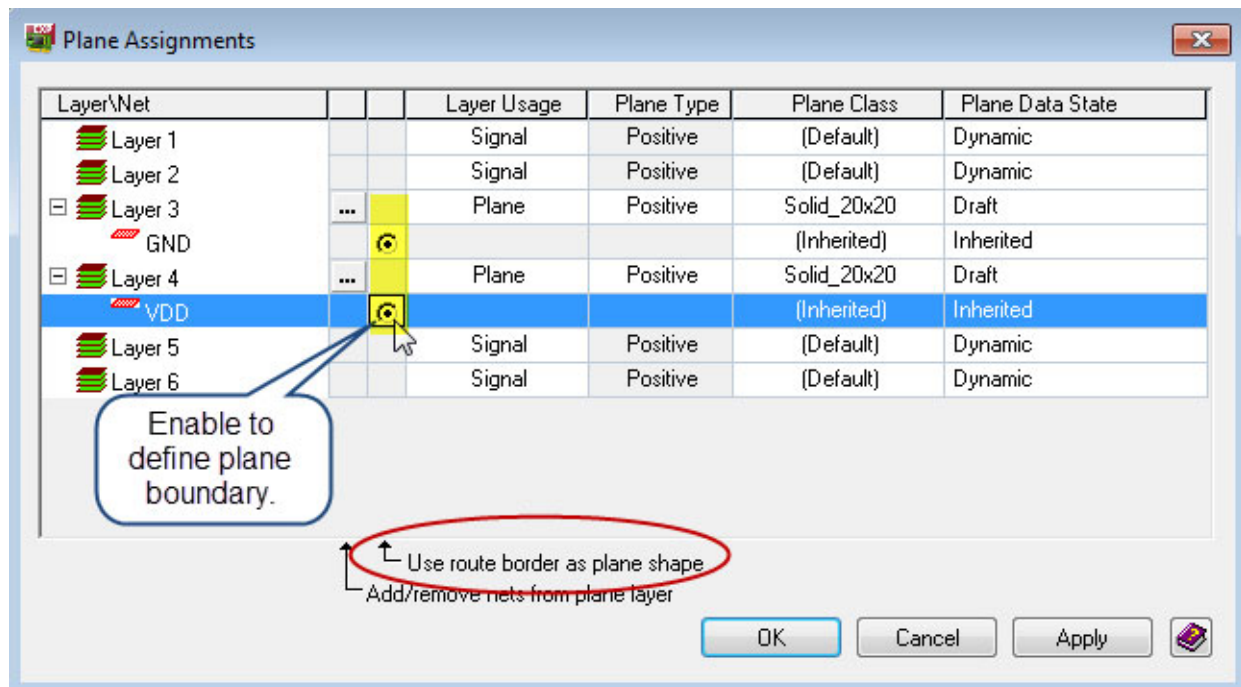 Plane Assignments
Layer\Net Layer Usage Plane Type Plane Class Plane Data State
Layer 1 Signal Positive (Default) Dynamic
Layer 2 Signal Positive (Default) Dynamic
Layer 3 ... Plane Positive Solid_20x20 Draft
GND (Inherited) Inherited
Layer 4 ... Plane Positive Solid_20x20 Draft
VDD (Inherited) Inherited
Layer 5 Signal Positive (Default) Dynamic
Layer 6 Signal Positive (Default) Dynamic
Enable to
define plane
boundary.
Use route border as plane shape
Add/remove nets from plane layer
OK Cancel Apply